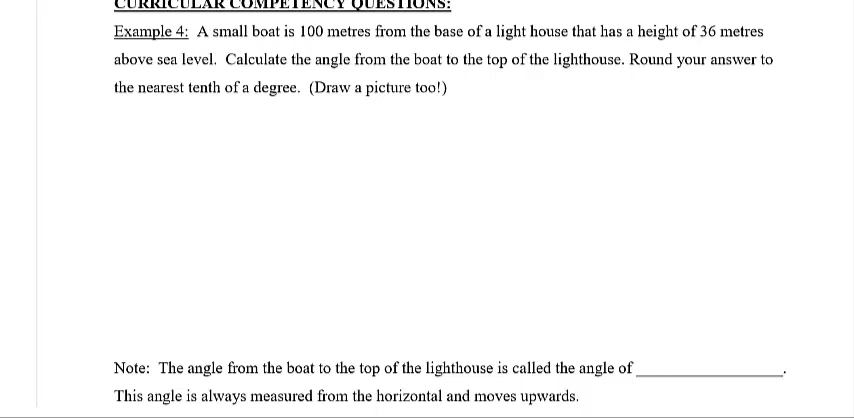 CURRICULAR COMPETENCY QUESTIONS:
Example 4: A small boat is 100 metres from the base of a light house that has a height of 36 metres
above sea level. Calculate the angle from the boat to the top of the lighthouse. Round your answer to
the nearest tenth of a degree. (Draw a picture too!)
Note: The angle from the boat to the top of the lighthouse is called the angle of ____________________.
This angle is always measured from the horizontal and moves upwards.